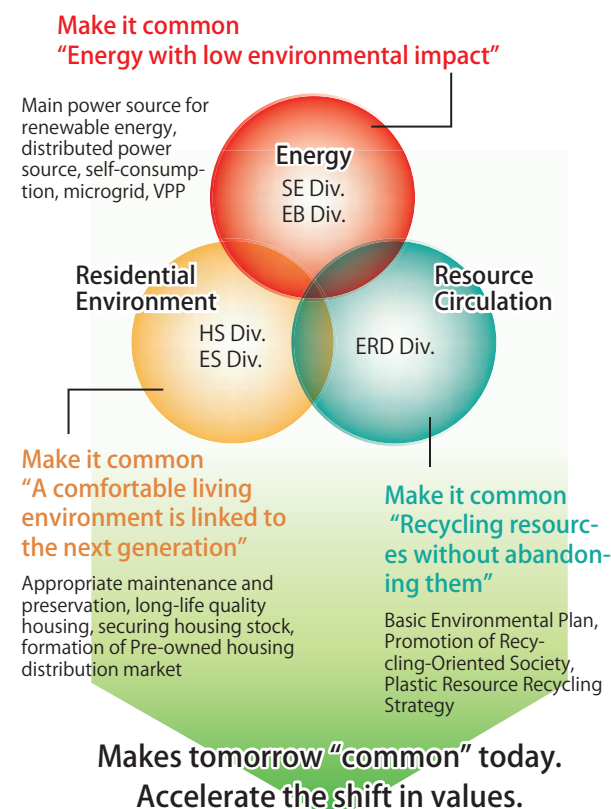 Make it common
“Energy with low environmental impact”
Main power source for
renewable energy,
distributed power
source, self-consump-
tion, microgrid, VPP
Energy
SE Div.
EB Div.
Residential
Environment
HS Div.
ES Div.
Resource
Circulation
ERD Div.
Make it common
“A comfortable living
environment is linked to
the next generation”
Appropriate maintenance and
preservation, long-life quality
housing, securing housing stock,
formation of Pre-owned housing
distribution market
Make it common
“Recycling resourc-
es without abandon-
ing them”
Basic Environmental Plan,
Promotion of Recy-
cling-Oriented Society,
Plastic Resource Recycling
Strategy
Makes tomorrow “common” today.
Accelerate the shift in values.